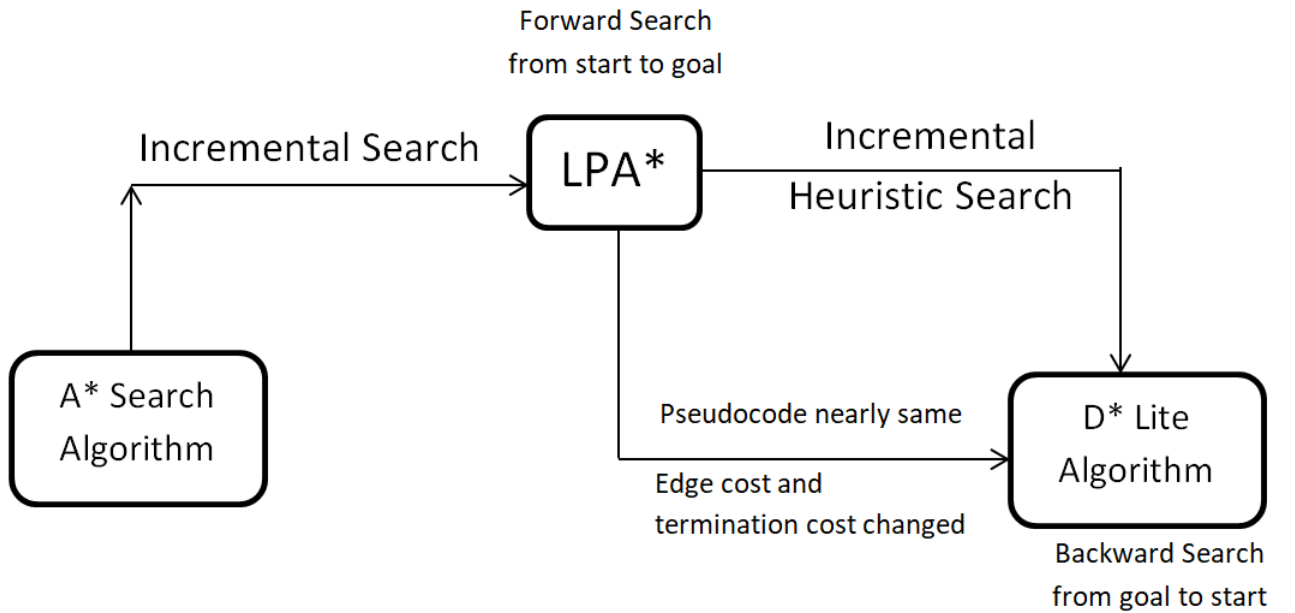 Forward Search
from start to goal
Incremental Search
LPA*
Incremental
Heuristic Search
A* Search
Algorithm
Pseudocode nearly same
Edge cost and
termination cost changed
D* Lite
Algorithm
Backward Search
from goal to start